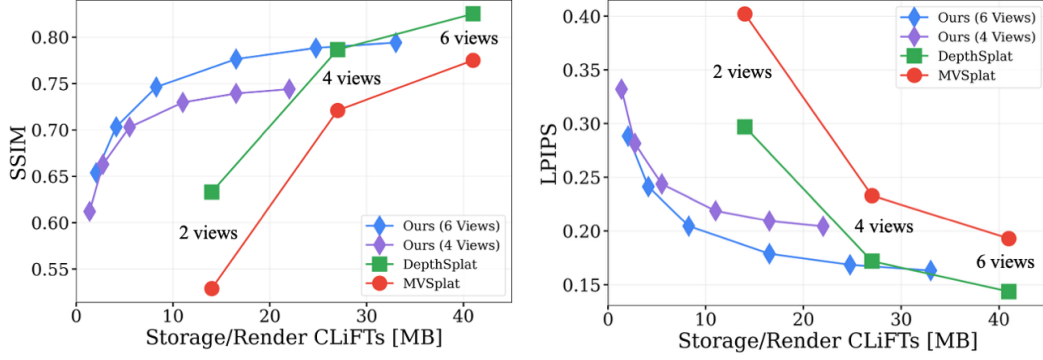 0.80
0.75
0.70
0.65
0.60
0.55
SSIM
6 views
4 views
2 views
Ours (6 Views)
Ours (4 Views)
DepthSplat
MVSplat
0 10 20 30 40
Storage/Render CLiFTs [MB]
0.40
0.35
0.30
0.25
0.20
0.15
LPIPS
Ours (6 Views)
Ours (4 Views)
DepthSplat
MVSplat
2 views
4 views
6 views
0 10 20 30 40
Storage/Render CLiFTs [MB]